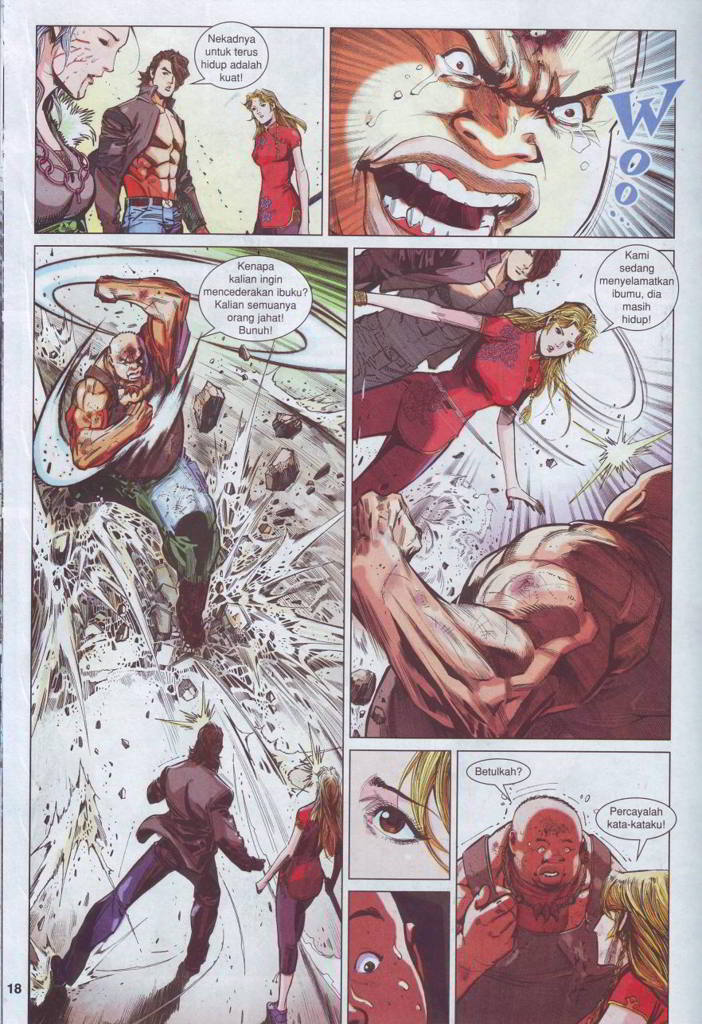 Nekadnya
untuk terus
hidup adalah
kuat!
WOO...
Kenapa
kalian ingin
mencederakan ibuku?
Kalian semuanya
orang jahat!
Bunuh!
Kami
sedang
menyelamatkan
ibumu, dia
masih
hidup!
Betulkah?
Percayalah
kata-kataku!
18